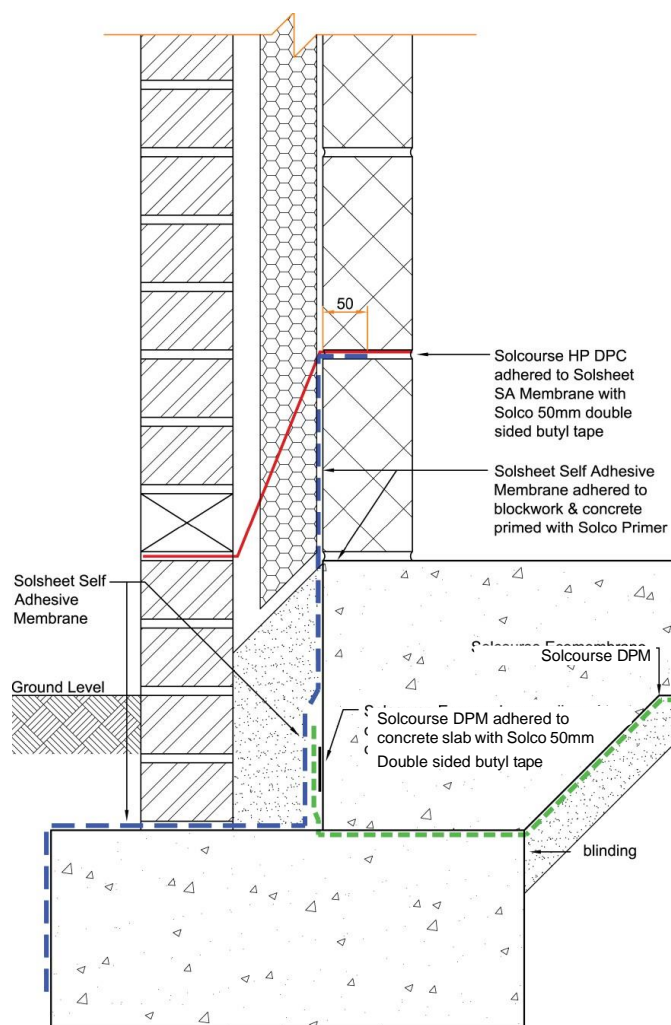 50
Solcourse HP DPC
adhered to Solsheet
SA Membrane with
Solco 50mm double
sided butyl tape
Solsheet Self Adhesive
Membrane adhered to
blockwork & concrete
primed with Solco Primer
Solsheet Self
Adhesive
Membrane
Solcourse DPM
Ground Level
Solcourse DPM adhered to
concrete slab with Solco 50mm
Double sided butyl tape
blinding